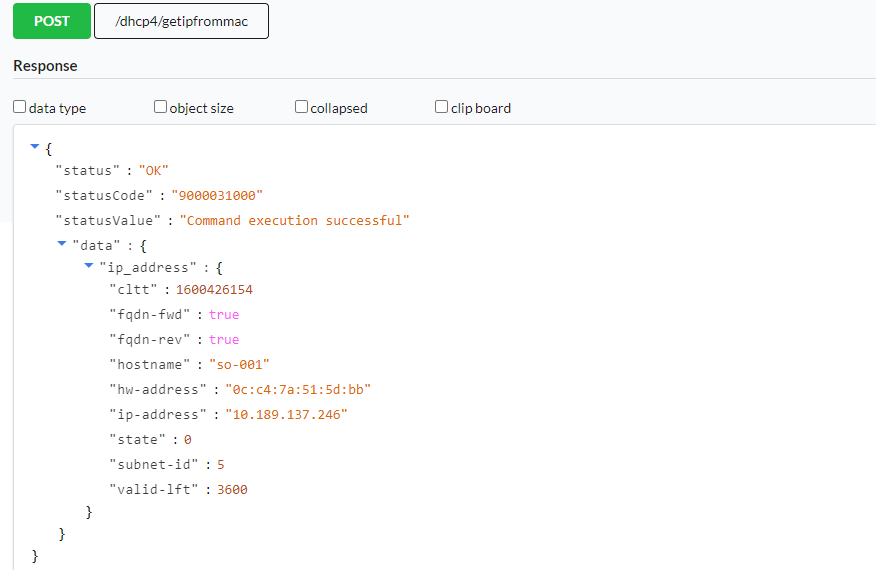 POST /dhcp4/getipfrommac
Response
data type object size collapsed clip board
{
"status" : "OK"
"statusCode" : "9000031000"
"statusValue" : "Command execution successful"
"data" : {
"ip_address" : {
"cltt" : 1600426154
"fqdn-fwd" : true
"fqdn-rev" : true
"hostname" : "so-001"
"hw-address" : "0c:c4:7a:51:5d:bb"
"ip-address" : "10.189.137.246"
"state" : 0
"subnet-id" : 5
"valid-lft" : 3600
}
}
}